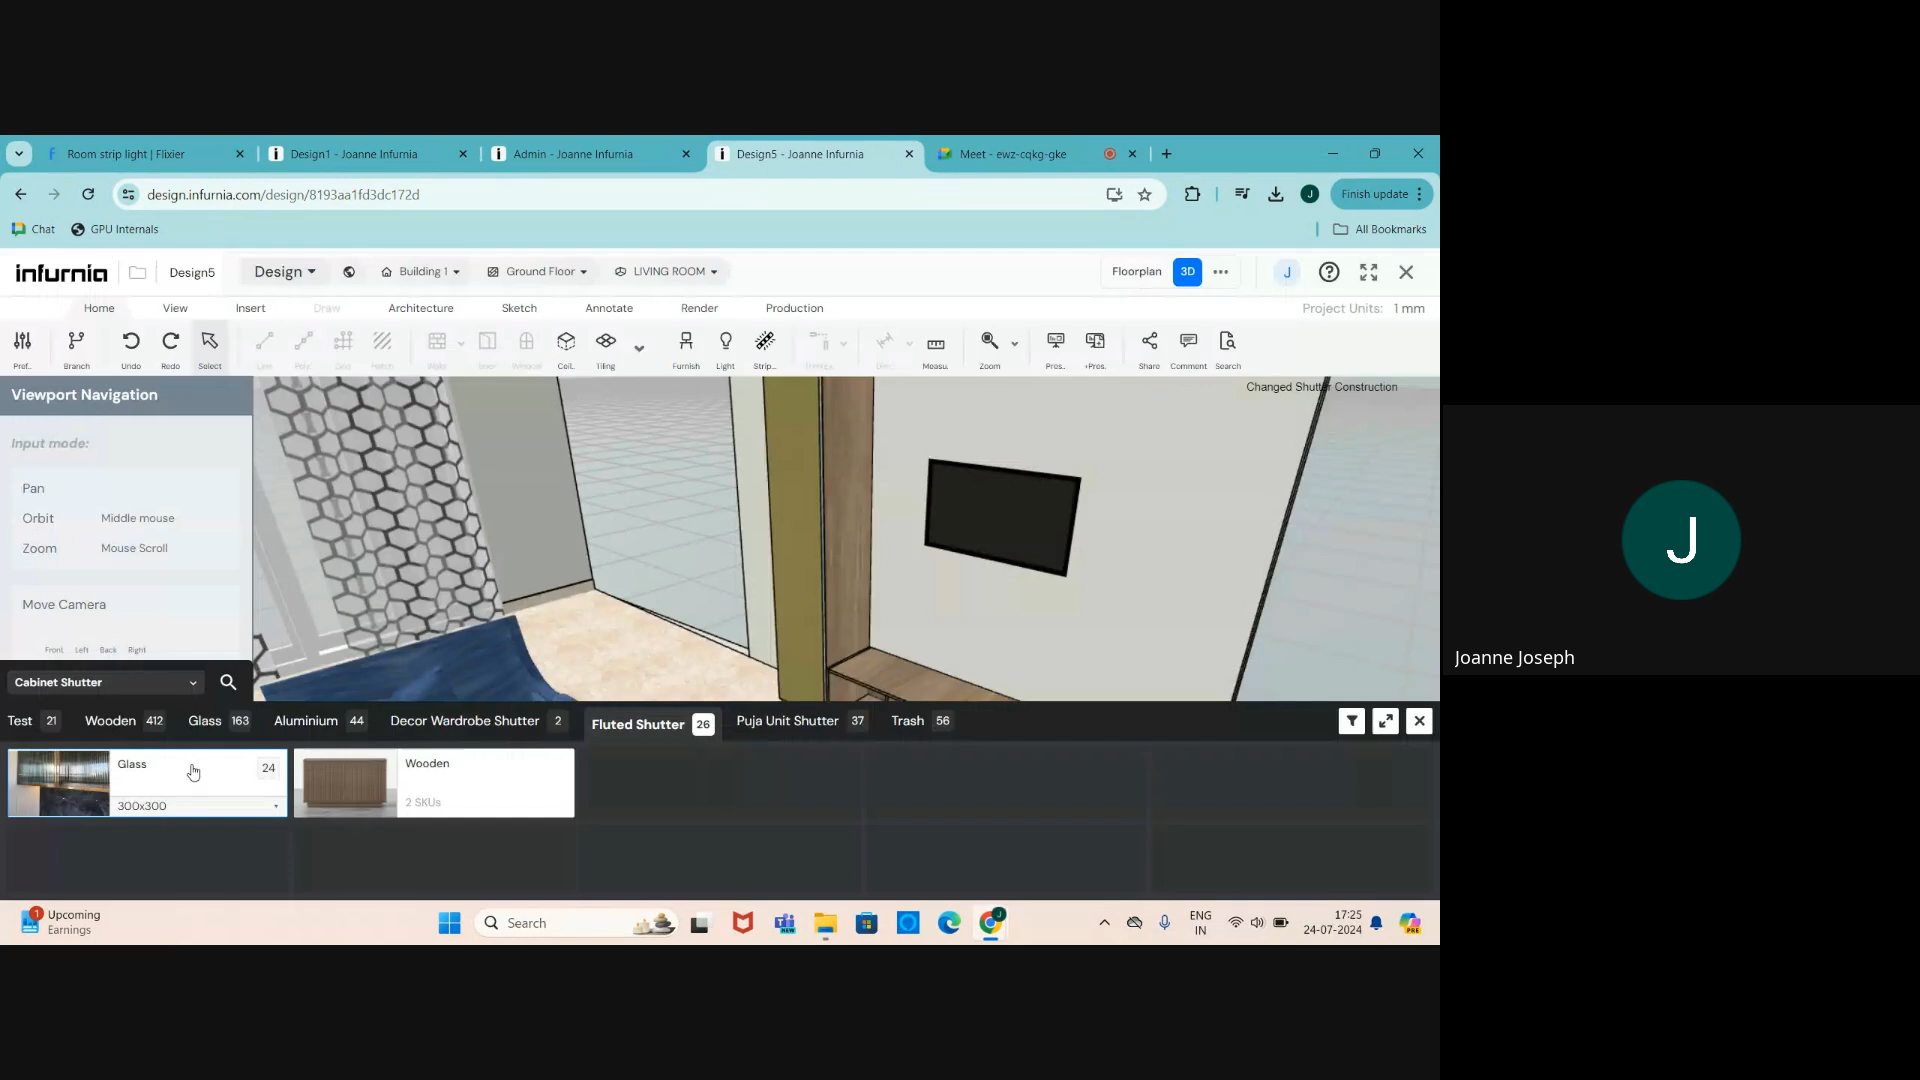 Room strip light | Flixier
Design1 - Joanne Infurnia
Admin - Joanne Infurnia
Design5 - Joanne Infurnia
Meet - ewz-cqkg-gke
design.infurnia.com/design/8193aa1fd3dc172d
J
Finish update
Chat
GPU Internals
All Bookmarks
infurnia
Design5
Design
Building 1
Ground Floor
LIVING ROOM
Floorplan
3D
J
Home
View
Insert
Draw
Architecture
Sketch
Annotate
Render
Production
Project Units: 1 mm
Pref..
Branch
Undo
Redo
Select
Ceil..
Tiling
Furnish
Light
Strip...
Measu..
Zoom
Pres..
+Pres.
Share
Comment
Search
Viewport Navigation
Changed Shutter Construction
Input mode:
Pan
Orbit Middle mouse
Zoom Mouse Scroll
Move Camera
Front Left Back Right
Cabinet Shutter
Test 21
Wooden 412
Glass 163
Aluminium 44
Decor Wardrobe Shutter 2
Fluted Shutter 26
Puja Unit Shutter 37
Trash 56
Glass 24
300x300
Wooden
2 SKUs
1
Upcoming
Earnings
Search
NEW
J
ENG
IN
17:25
24-07-2024
PRE
J
Joanne Joseph